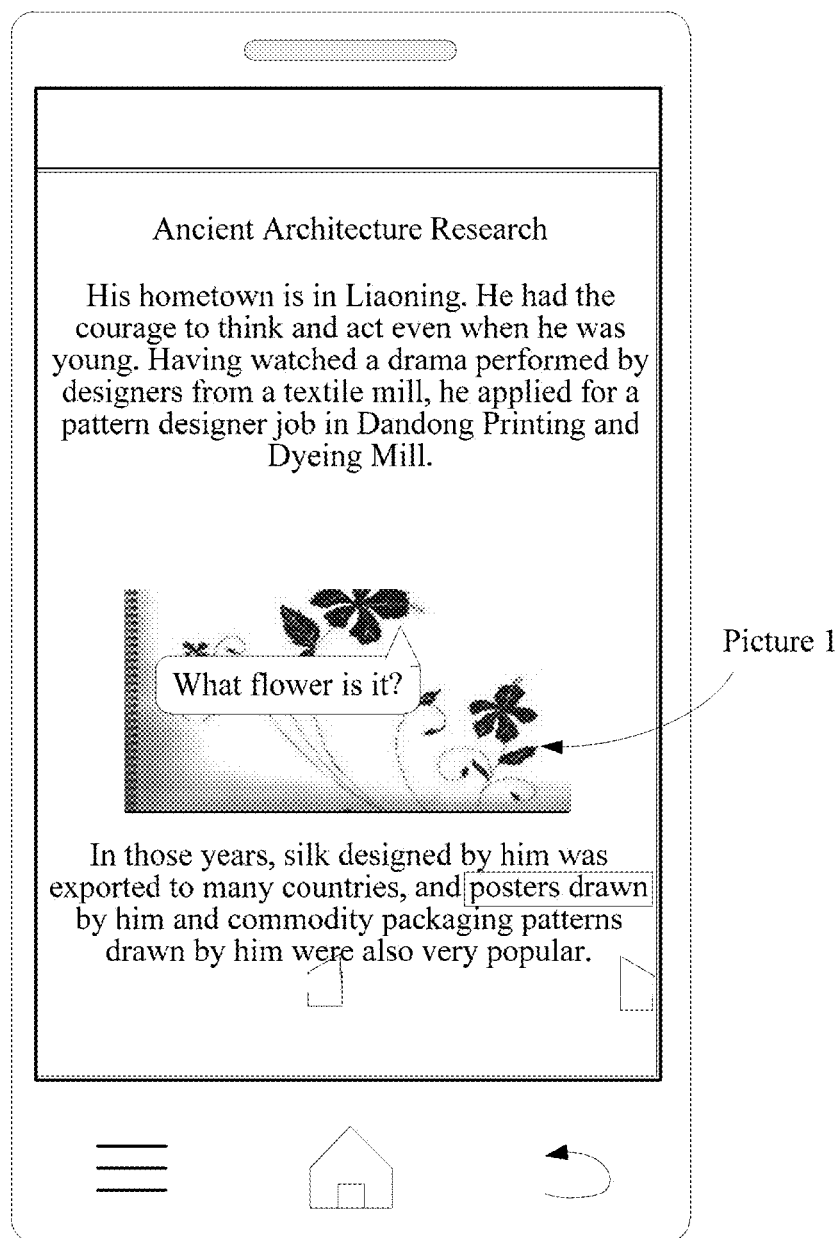 Ancient Architecture Research
His hometown is in Liaoning. He had the
courage to think and act even when he was
young. Having watched a drama performed by
designers from a textile mill, he applied for a
pattern designer job in Dandong Printing and
Dyeing Mill.
What flower is it?
Picture 1
In those years, silk designed by him was
exported to many countries, and posters drawn
by him and commodity packaging patterns
drawn by him were also very popular.